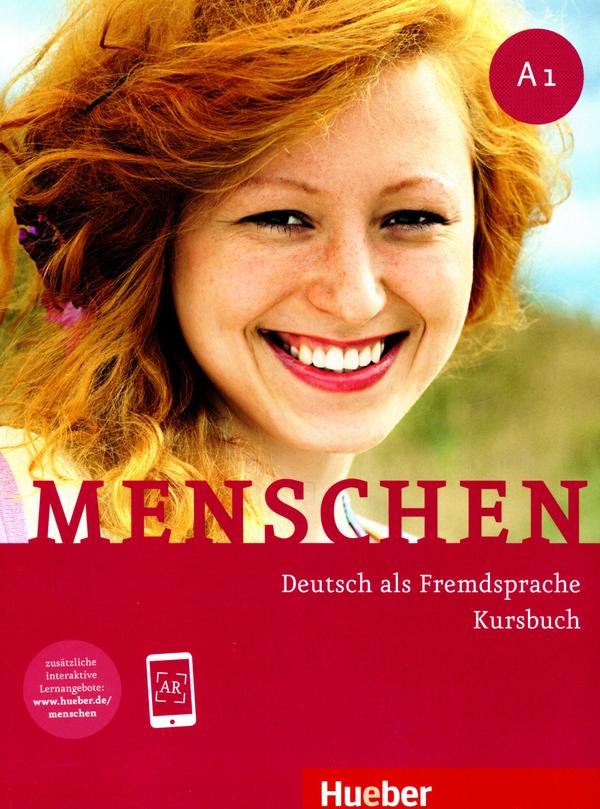 A1
MENSCHEN
Deutsch als Fremdsprache
Kursbuch
zusätzliche
interaktive
Lernangebote:
www.hueber.de/
menschen
AR
Hueber